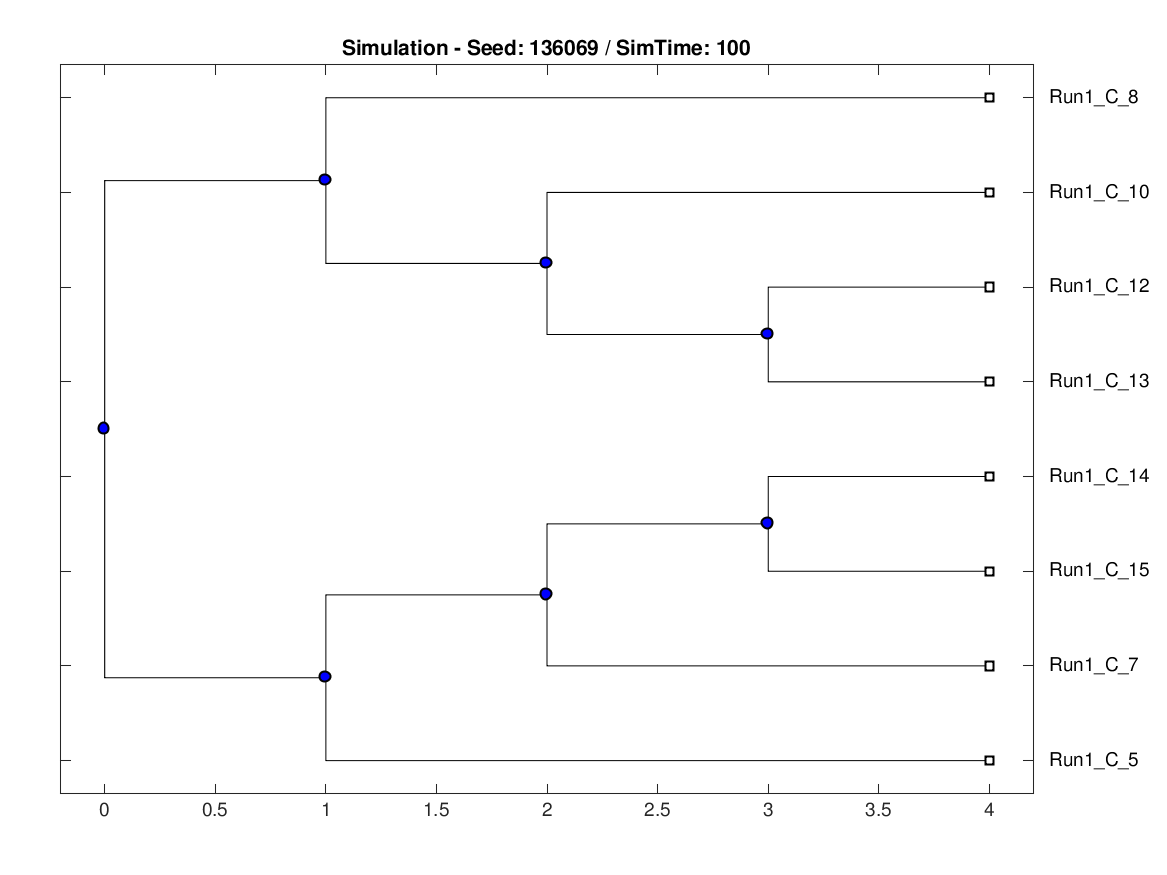 Simulation - Seed: 136069 / SimTime: 100
Run1_C_8
Run1_C_10
Run1_C_12
Run1_C_13
Run1_C_14
Run1_C_15
Run1_C_7
Run1_C_5
0 0.5 1 1.5 2 2.5 3 3.5 4